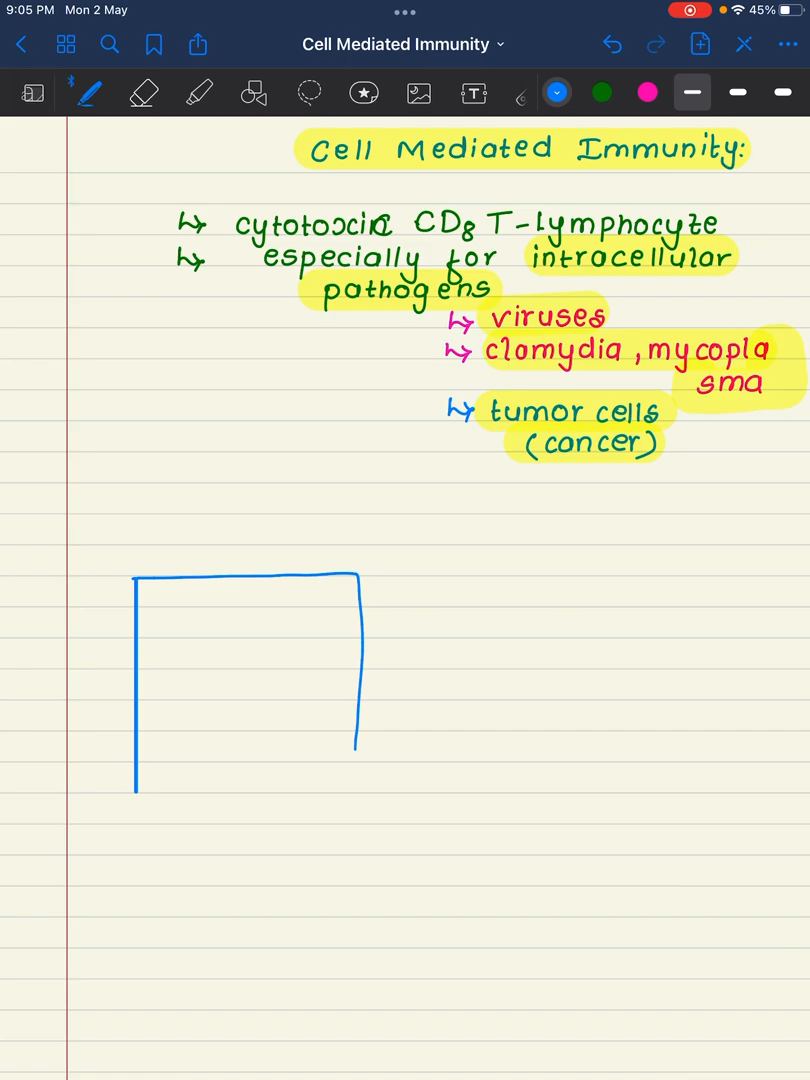 9:05 PM Mon 2 May 45%
Cell Mediated Immunity
T
Cell Mediated Immunity:
↳ cytotoxic CD8 T-lymphocyte
↳ especially for intracellular
pathogens
↳ viruses
↳ clomydia, mycopla
sma
↳ tumor cells
(cancer)